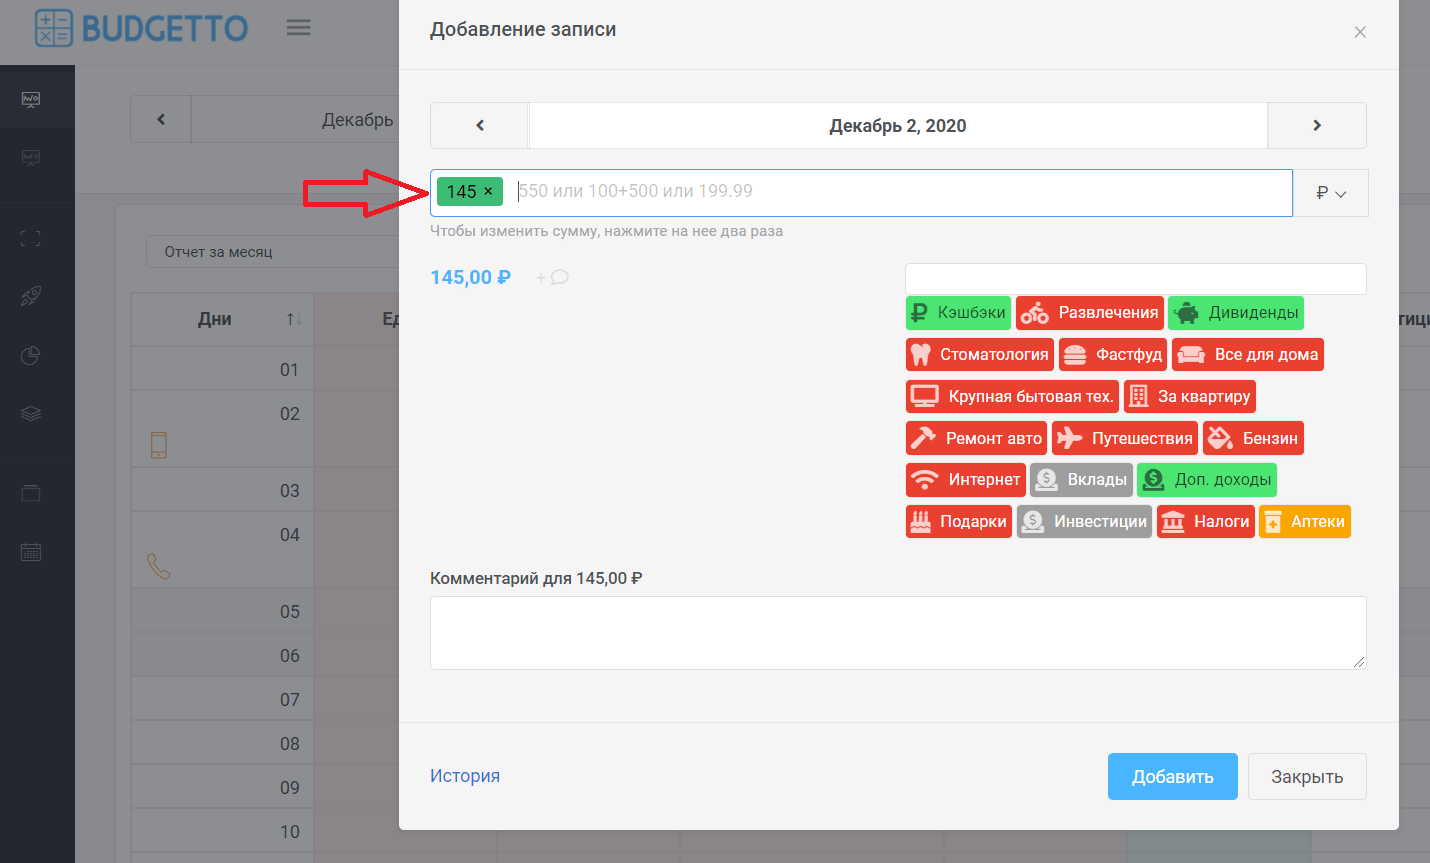 BUDGETTO
Добавление записи
×
Декабрь
Декабрь 2, 2020
145 × 550 или 100+500 или 199.99
₽
Чтобы изменить сумму, нажмите на нее два раза
Отчет за месяц
145,00 ₽ +
Кэшбэки Развлечения Дивиденды
Стоматология Фастфуд Все для дома
Крупная бытовая тех. За квартиру
Ремонт авто Путешествия Бензин
Интернет Вклады Доп. доходы
Подарки Инвестиции Налоги Аптеки
Дни ↑↓
01
02
03
04
05
06
07
08
09
10
Комментарий для 145,00 ₽
История
Добавить Закрыть